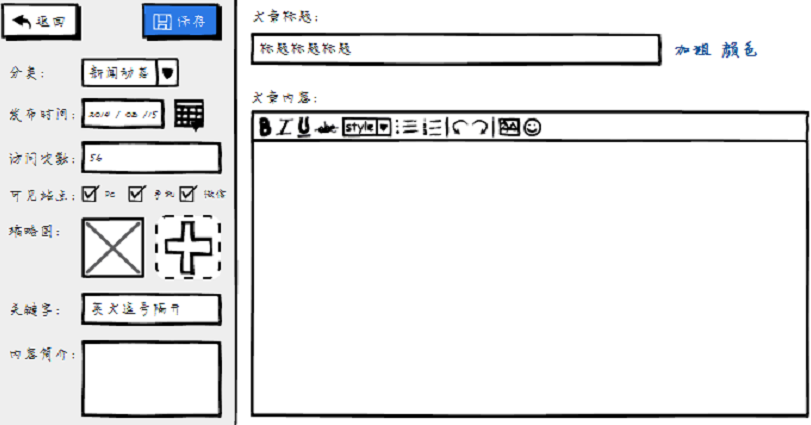 返回 保存
分类: 新闻动态
发布时间: 2014 / 02 /15
访问次数: 56
可见站点: PC 手机 微信
缩略图:
关键字: 英文逗号隔开
内容简介:
文章标题:
标题标题标题
加粗 颜色
文章内容:
B I U abc style